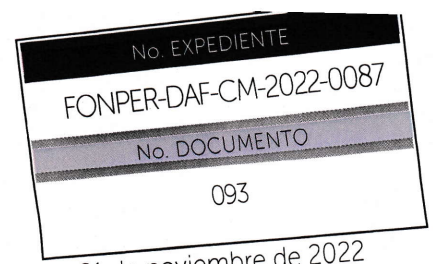 No. EXPEDIENTE
FONPER-DAF-CM-2022-0087
No. DOCUMENTO
093
de noviembre de 2022